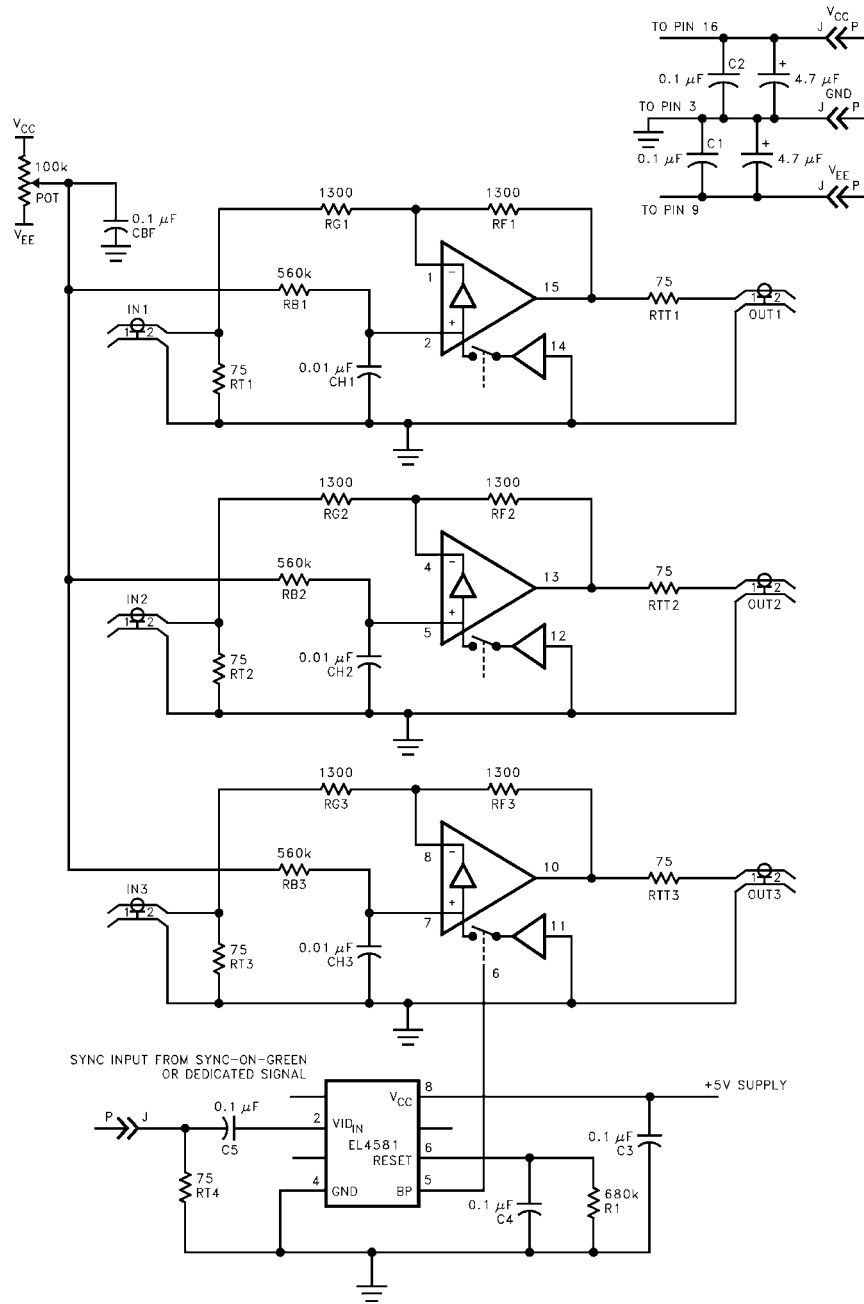 VCC
J P
TO PIN 16
C2
0.1 µF
+
4.7 µF
GND
J P
TO PIN 3
C1
0.1 µF
+
4.7 µF
VEE
J P
TO PIN 9
VCC
100k
POT
VEE
0.1 µF
CBF
1300
RG1
1300
RF1
560k
RB1
IN1
1 2
75
RT1
0.01 µF
CH1
1
-
2
+
15
14
75
RTT1
1 2
OUT1
1300
RG2
1300
RF2
560k
RB2
IN2
1 2
75
RT2
0.01 µF
CH2
4
-
5
+
13
12
75
RTT2
1 2
OUT2
1300
RG3
1300
RF3
560k
RB3
IN3
1 2
75
RT3
0.01 µF
CH3
8
-
7
+
10
11
6
75
RTT3
1 2
OUT3
SYNC INPUT FROM SYNC-ON-GREEN
OR DEDICATED SIGNAL
P J
0.1 µF
C5
75
RT4
2
VIDIN
4
GND
EL4581
VCC
8
RESET
6
BP
5
+5V SUPPLY
0.1 µF
C3
0.1 µF
C4
680k
R1